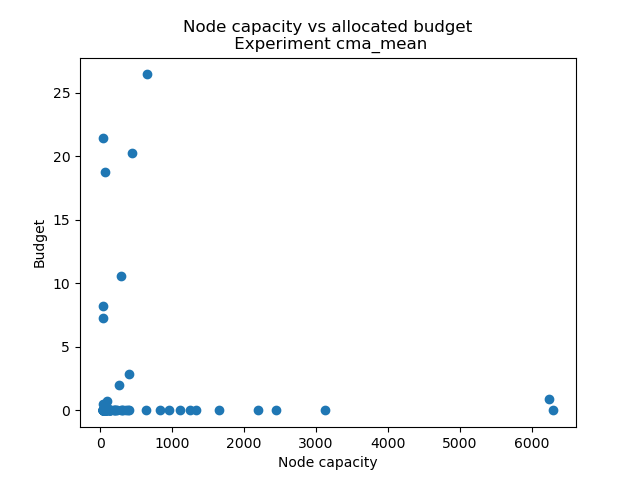 Node capacity vs allocated budget
Experiment cma_mean
Budget
25
20
15
10
5
0
0 1000 2000 3000 4000 5000 6000
Node capacity